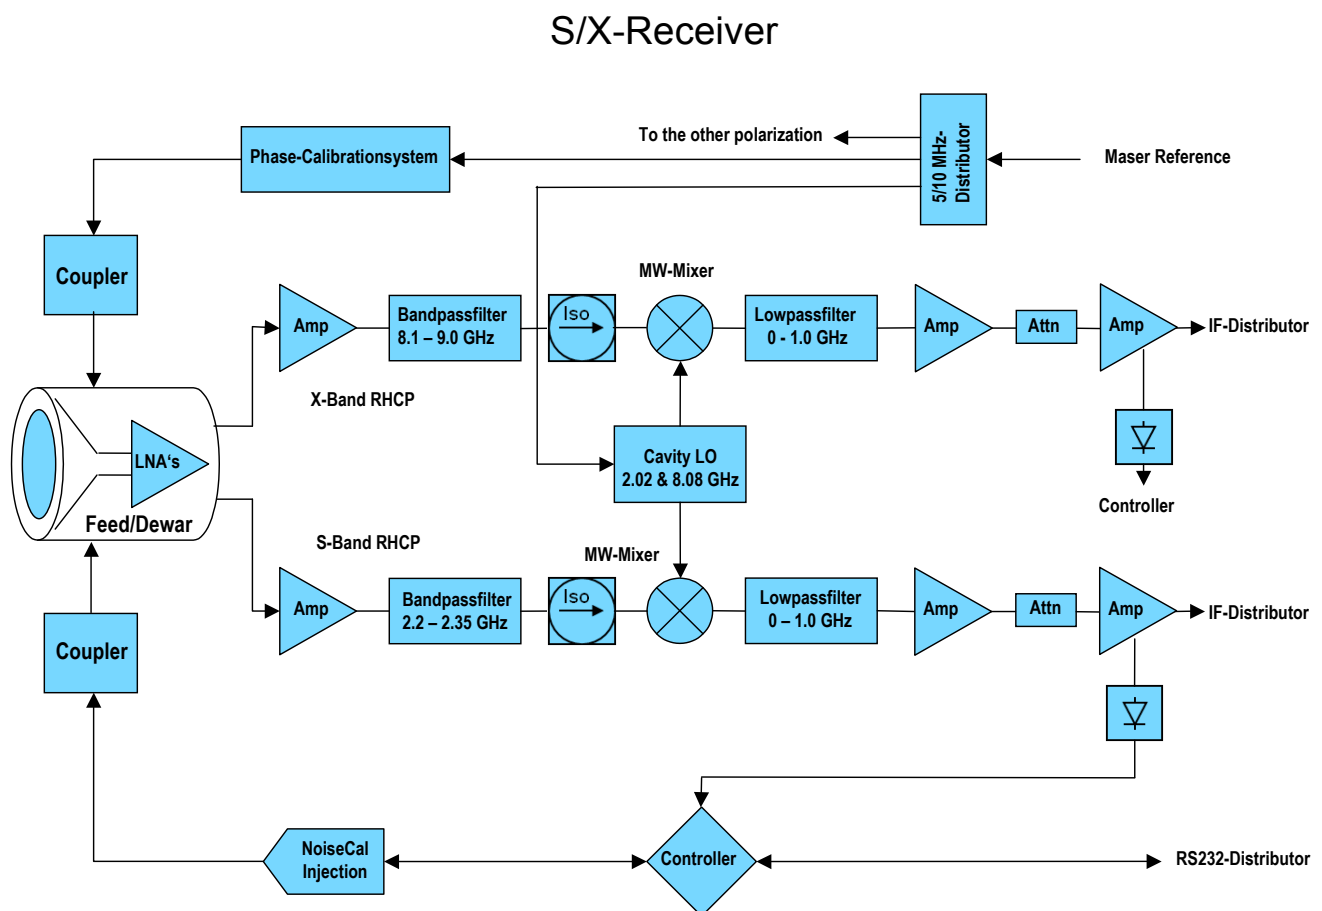 S/X-Receiver
To the other polarization
5/10 MHz-
Distributor
Maser Reference
Phase-Calibrationsystem
Coupler
MW-Mixer
Amp
Bandpassfilter
8.1 – 9.0 GHz
Iso
Lowpassfilter
0 - 1.0 GHz
Amp
Attn
Amp
IF-Distributor
X-Band RHCP
LNA‘s
Feed/Dewar
Cavity LO
2.02 & 8.08 GHz
Controller
S-Band RHCP
MW-Mixer
Amp
Bandpassfilter
2.2 – 2.35 GHz
Iso
Lowpassfilter
0 – 1.0 GHz
Amp
Attn
Amp
IF-Distributor
Coupler
NoiseCal
Injection
Controller
RS232-Distributor